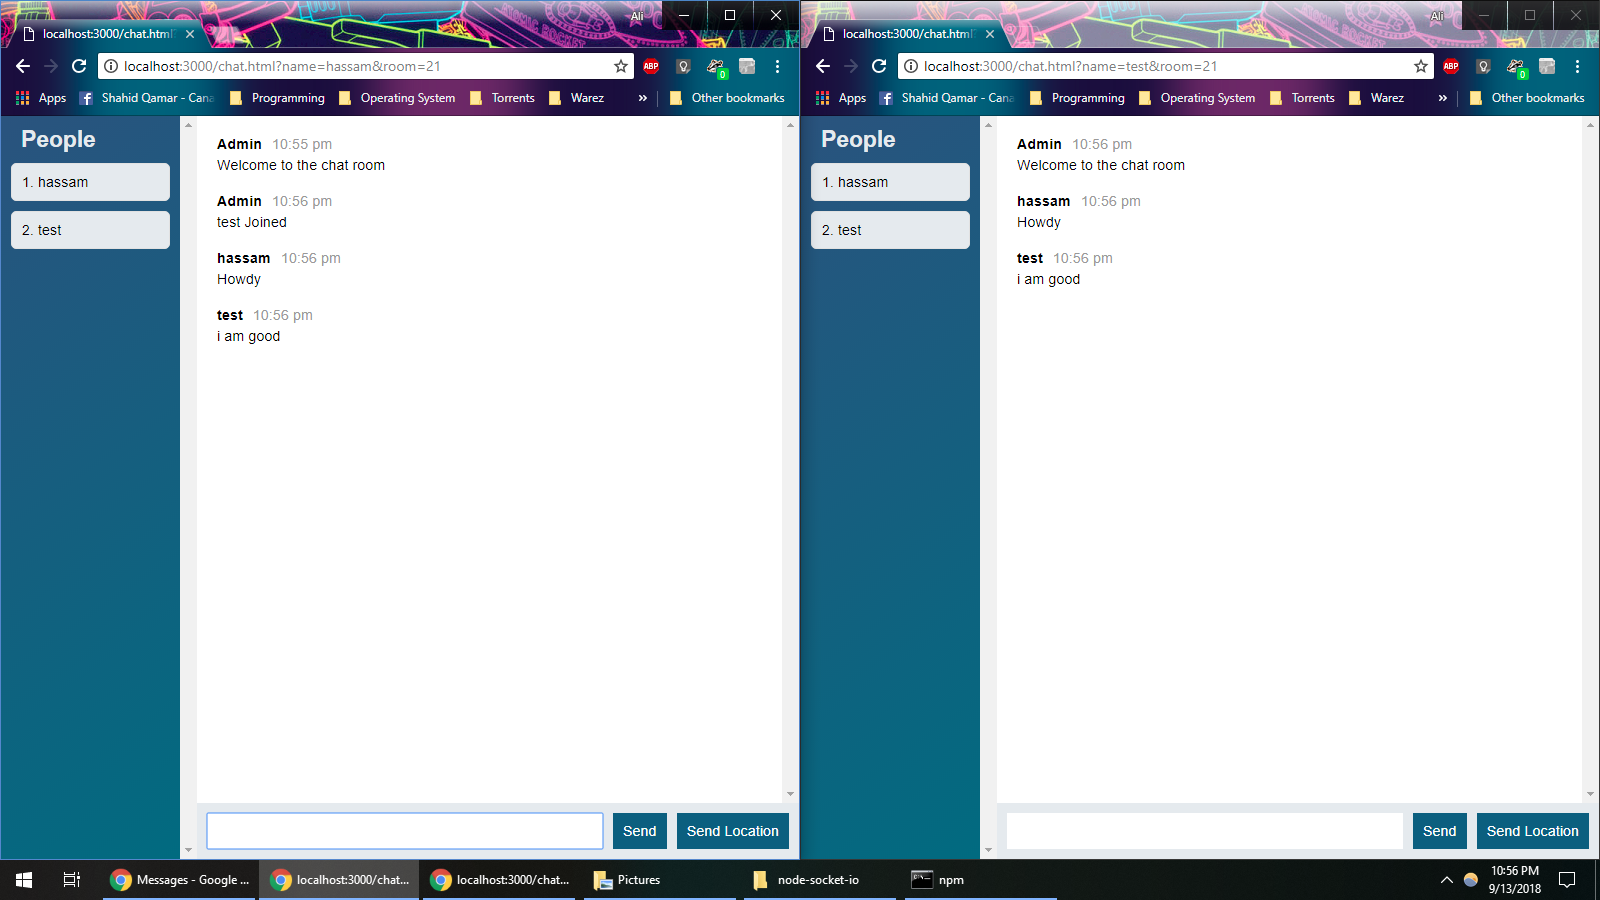 Ali
localhost:3000/chat.html
localhost:3000/chat.html?name=hassam&room=21
ABP
0
Apps
Shahid Qamar - Cana
Programming
Operating System
Torrents
Warez
»
Other bookmarks
People
1. hassam
2. test
Admin 10:55 pm
Welcome to the chat room
Admin 10:56 pm
test Joined
hassam 10:56 pm
Howdy
test 10:56 pm
i am good
Send
Send Location
Ali
localhost:3000/chat.html
localhost:3000/chat.html?name=test&room=21
ABP
0
Apps
Shahid Qamar - Cana
Programming
Operating System
Torrents
Warez
»
Other bookmarks
People
1. hassam
2. test
Admin 10:56 pm
Welcome to the chat room
hassam 10:56 pm
Howdy
test 10:56 pm
i am good
Send
Send Location
Messages - Google ...
localhost:3000/chat...
localhost:3000/chat...
Pictures
node-socket-io
npm
10:56 PM
9/13/2018